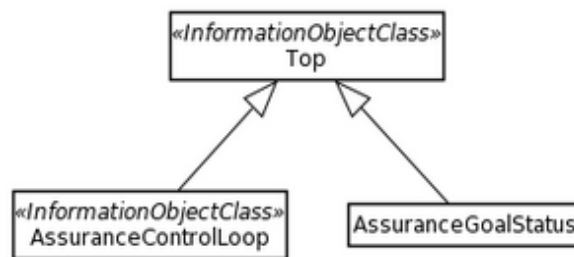 «InformationObjectClass»
Top
«InformationObjectClass»
AssuranceControlLoop
AssuranceGoalStatus